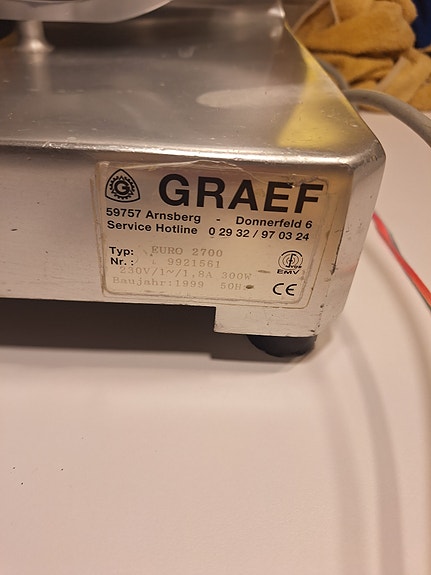 G GRAEF
59757 Arnsberg - Donnerfeld 6
Service Hotline 0 29 32 / 97 03 24
Typ: EURO 2700
Nr.: 9921561
230V/1~/1,8A 300W
Baujahr:1999 50H
EMV
CE